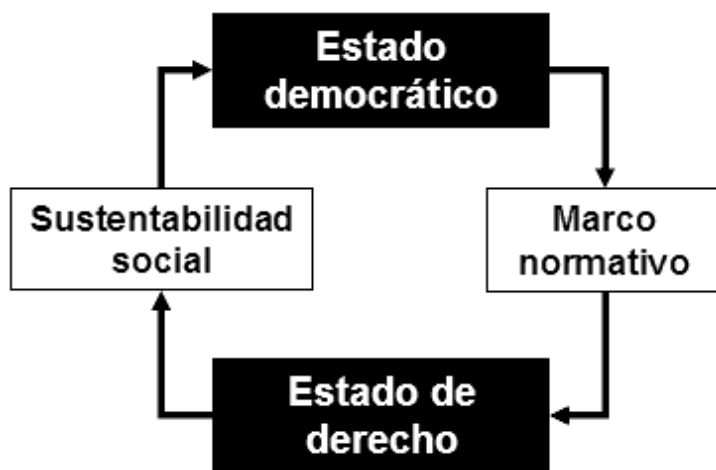 Estado
democrático
Sustentabilidad
social
Marco
normativo
Estado de
derecho